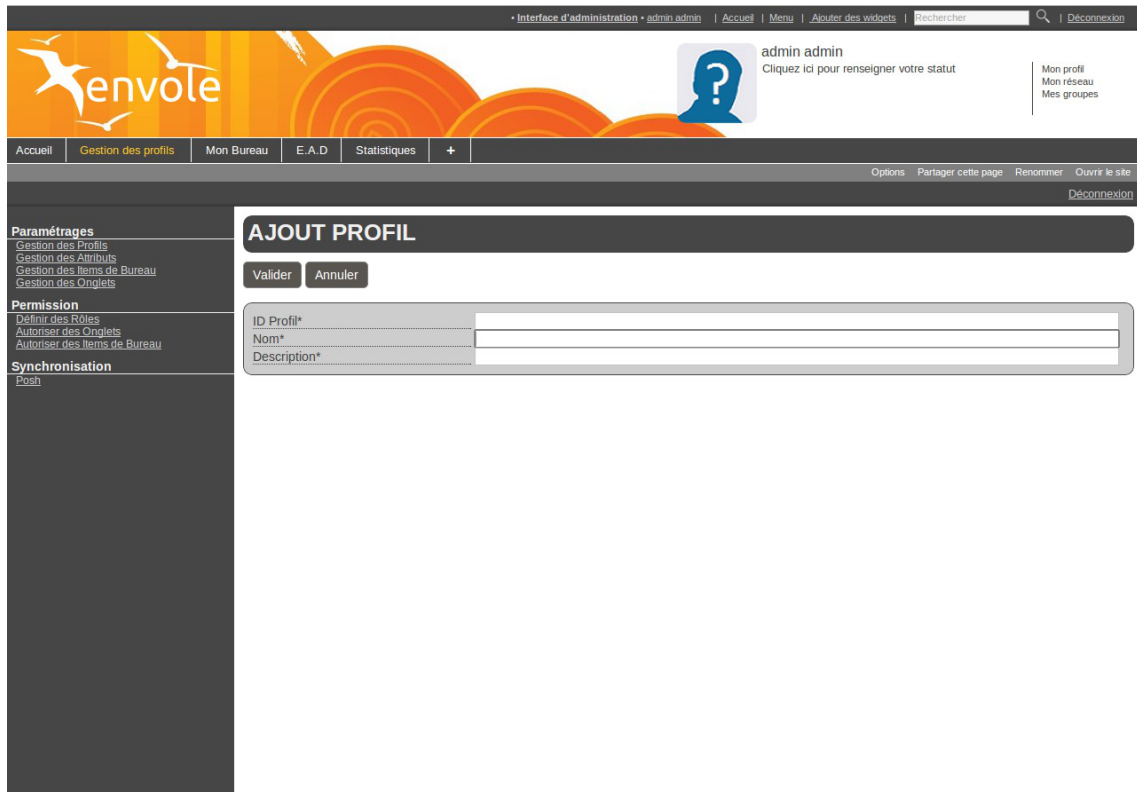 • Interface d'administration • admin admin | Accueil | Menu | Ajouter des widgets | Rechercher | Déconnexion
envole
admin admin
Cliquez ici pour renseigner votre statut
Mon profil
Mon réseau
Mes groupes
Accueil Gestion des profils Mon Bureau E.A.D Statistiques +
Options Partager cette page Renommer Ouvrir le site
Déconnexion
Paramétrages
Gestion des Profils
Gestion des Attributs
Gestion des Items de Bureau
Gestion des Onglets
Permission
Définir des Rôles
Autoriser des Onglets
Autoriser des Items de Bureau
Synchronisation
Posh
AJOUT PROFIL
Valider Annuler
ID Profil*
Nom*
Description*